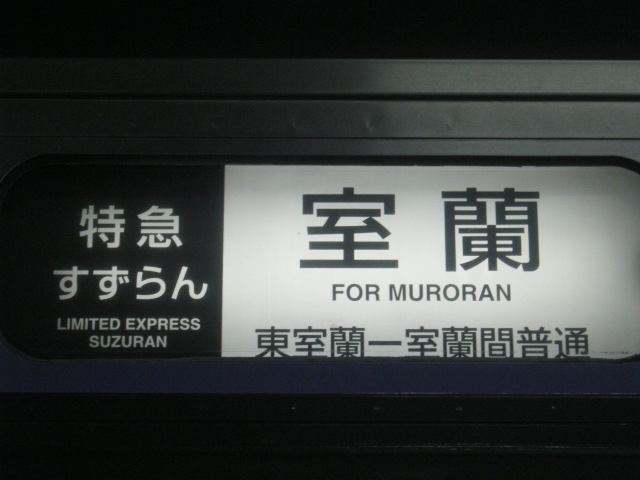 特急
すずらん
LIMITED EXPRESS
SUZURAN
室蘭
FOR MURORAN
東室蘭ー室蘭間普通